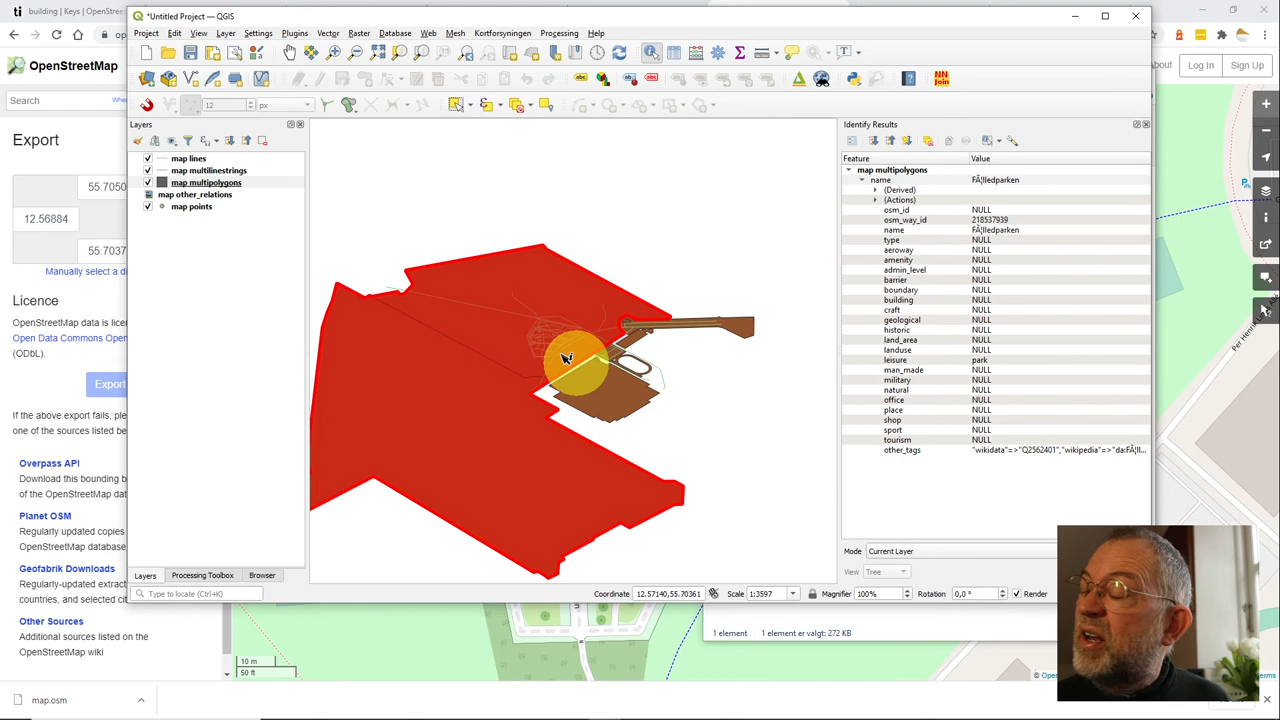 building | Keys | OpenStree
*Untitled Project — QGIS
Project Edit View Layer Settings Plugins Vector Raster Database Web Mesh Kortforsyningen Processing Help
OpenStreetMap
Log In Sign Up
Search
12 px
Export
55.7050
12.56884
55.7037
Manually select a di
Licence
OpenStreetMap data is licer
Open Data Commons Open
(ODbL).
Export
If the above export fails, ple
one of the sources listed be
Overpass API
Download this bounding b
of the OpenStreetMap dat
Planet OSM
Regularly updated copies
OpenStreetMap database
Geofabrik Downloads
Regularly-updated extrac
countries, and selected cit
Other Sources
Additional sources listed on the
OpenStreetMap wiki
Layers
map lines
map multilinestrings
map multipolygons
map other_relations
map points
Layers Processing Toolbox Browser
Type to locate (Ctrl+K)
Identify Results
Feature Value
map multipolygons
name FÃ¦lledparken
(Derived)
(Actions)
osm_id NULL
osm_way_id 218537939
name FÃ¦lledparken
type NULL
aeroway NULL
amenity NULL
admin_level NULL
barrier NULL
boundary NULL
building NULL
craft NULL
geological NULL
historic NULL
land_area NULL
landuse NULL
leisure park
man_made NULL
military NULL
natural NULL
office NULL
place NULL
shop NULL
sport NULL
tourism NULL
other_tags "wikidata"=>"Q2562401","wikipedia"=>"da:FÃ¦ll...
Mode Current Layer
View Tree
Coordinate 12.57140,55.70361 Scale 1:3597 Magnifier 100% Rotation 0,0 ° Render
1 element 1 element er valgt: 272 KB
10 m
50 ft
Per Henrik
map.osm